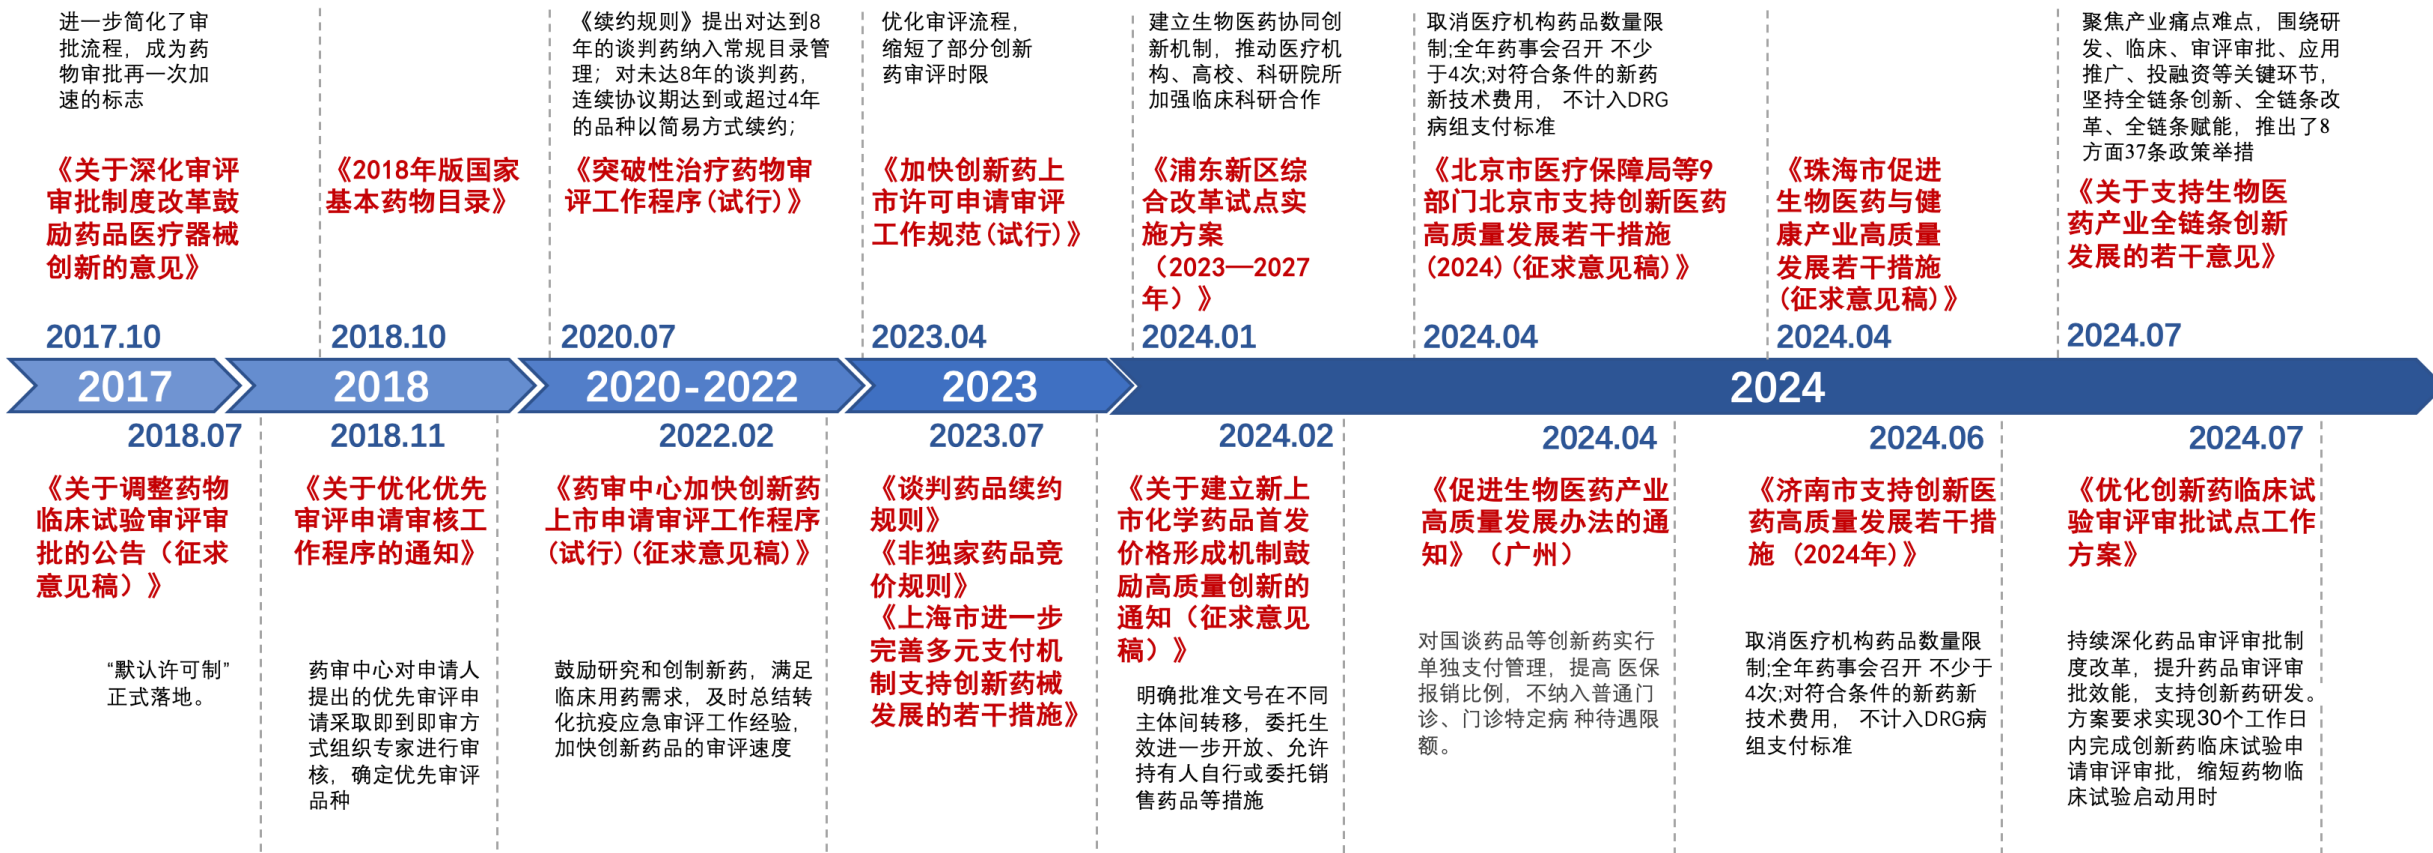 进一步简化了审
批流程，成为药
物审批再一次加
速的标志
《关于深化审评
审批制度改革鼓
励药品医疗器械
创新的意见》
2017.10
《2018年版国家
基本药物目录》
2018.10
《续约规则》提出对达到8
年的谈判药纳入常规目录管
理；对未达8年的谈判药，
连续协议期达到或超过4年
的品种以简易方式续约；
《突破性治疗药物审
评工作程序(试行)》
2020.07
优化审评流程，
缩短了部分创新
药审评时限
《加快创新药上
市许可申请审评
工作规范(试行)》
2023.04
建立生物医药协同创
新机制，推动医疗机
构、高校、科研院所
加强临床科研合作
《浦东新区综
合改革试点实
施方案
（2023—2027
年）》
2024.01
取消医疗机构药品数量限
制;全年药事会召开 不少
于4次;对符合条件的新药
新技术费用， 不计入DRG
病组支付标准
《北京市医疗保障局等9
部门北京市支持创新医药
高质量发展若干措施
(2024)(征求意见稿)》
2024.04
《珠海市促进
生物医药与健
康产业高质量
发展若干措施
(征求意见稿)》
2024.04
聚焦产业痛点难点，围绕研
发、临床、审评审批、应用
推广、投融资等关键环节，
坚持全链条创新、全链条改
革、全链条赋能，推出了8
方面37条政策举措
《关于支持生物医
药产业全链条创新
发展的若干意见》
2024.07
2017
2018
2020-2022
2023
2024
2018.07
《关于调整药物
临床试验审评审
批的公告（征求
意见稿）》
“默认许可制”
正式落地。
2018.11
《关于优化优先
审评申请审核工
作程序的通知》
药审中心对申请人
提出的优先审评申
请采取即到即审方
式组织专家进行审
核，确定优先审评
品种
2022.02
《药审中心加快创新药
上市申请审评工作程序
(试行)(征求意见稿)》
鼓励研究和创制新药，满足
临床用药需求，及时总结转
化抗疫应急审评工作经验，
加快创新药品的审评速度
2023.07
《谈判药品续约
规则》
《非独家药品竞
价规则》
《上海市进一步
完善多元支付机
制支持创新药械
发展的若干措施》
2024.02
《关于建立新上
市化学药品首发
价格形成机制鼓
励高质量创新的
通知（征求意见
稿）》
明确批准文号在不同
主体间转移，委托生
效进一步开放、允许
持有人自行或委托销
售药品等措施
2024.04
《促进生物医药产业
高质量发展办法的通
知》（广州）
对国谈药品等创新药实行
单独支付管理，提高 医保
报销比例，不纳入普通门
诊、门诊特定病 种待遇限
额。
2024.06
《济南市支持创新医
药高质量发展若干措
施（2024年)》
取消医疗机构药品数量限
制;全年药事会召开 不少于
4次;对符合条件的新药新
技术费用， 不计入DRG病
组支付标准
2024.07
《优化创新药临床试
验审评审批试点工作
方案》
持续深化药品审评审批制
度改革，提升药品审评审
批效能，支持创新药研发。
方案要求实现30个工作日
内完成创新药临床试验申
请审评审批，缩短药物临
床试验启动用时